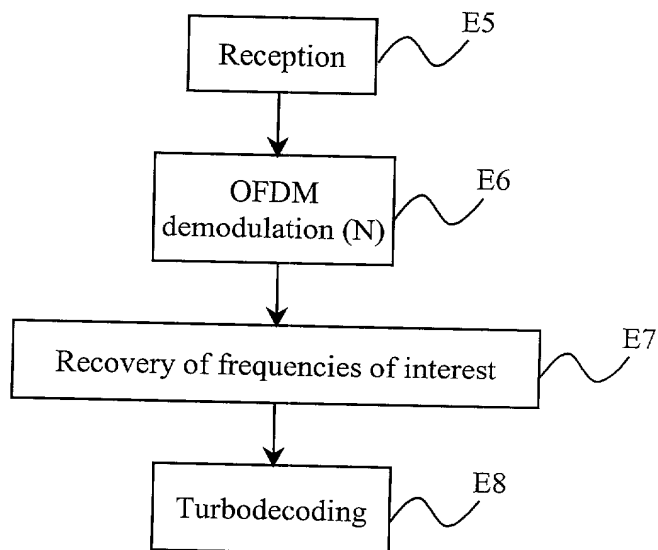 E5
Reception
E6
OFDM
demodulation (N)
E7
Recovery of frequencies of interest
E8
Turbodecoding